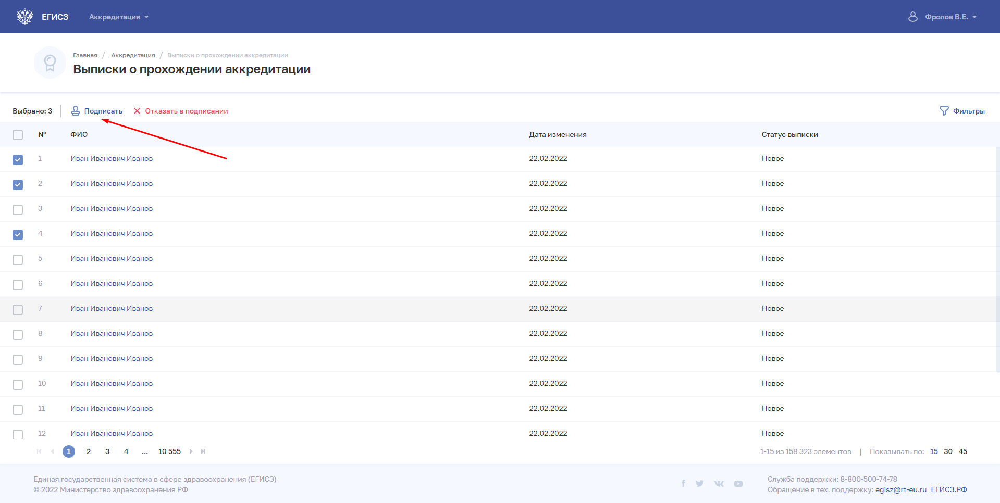 ЕГИСЗ Аккредитация Фролов В.Е.
Главная / Аккредитация / Выписки о прохождении аккредитации
Выписки о прохождении аккредитации
Выбрано: 3 Подписать Отказать в подписании Фильтры
№ ФИО Дата изменения Статус выписки
1 Иван Иванович Иванов 22.02.2022 Новое
2 Иван Иванович Иванов 22.02.2022 Новое
3 Иван Иванович Иванов 22.02.2022 Новое
4 Иван Иванович Иванов 22.02.2022 Новое
5 Иван Иванович Иванов 22.02.2022 Новое
6 Иван Иванович Иванов 22.02.2022 Новое
7 Иван Иванович Иванов 22.02.2022 Новое
8 Иван Иванович Иванов 22.02.2022 Новое
9 Иван Иванович Иванов 22.02.2022 Новое
10 Иван Иванович Иванов 22.02.2022 Новое
11 Иван Иванович Иванов 22.02.2022 Новое
12 Иван Иванович Иванов 22.02.2022 Новое
1 2 3 4 ... 10 555 1-15 из 158 323 элементов | Показывать по: 15 30 45
Единая государственная система в сфере здравоохранения (ЕГИСЗ) Служба поддержки: 8-800-500-74-78
© 2022 Министерство здравоохранения РФ Обращение в тех. поддержку: egisz@rt-eu.ru ЕГИСЗ.РФ